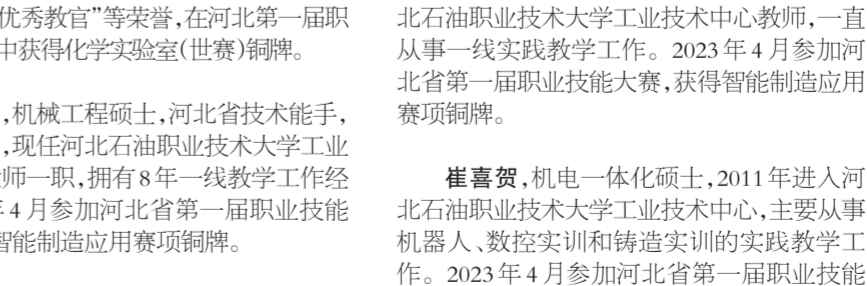 优秀教官”等荣誉,在河北第一届职
中获得化学实验室(世赛)铜牌。
,机械工程硕士,河北省技术能手,
,现任河北石油职业技术大学工业
师一职,拥有8年一线教学工作经
4月参加河北省第一届职业技能
智能制造应用赛项铜牌。
北石油职业技术大学工业技术中心教师,一直
从事一线实践教学工作。2023年4月参加河
北省第一届职业技能大赛,获得智能制造应用
赛项铜牌。
崔喜贺,机电一体化硕士,2011年进入河
北石油职业技术大学工业技术中心,主要从事
机器人、数控实训和铸造实训的实践教学工
作。2023年4月参加河北省第一届职业技能